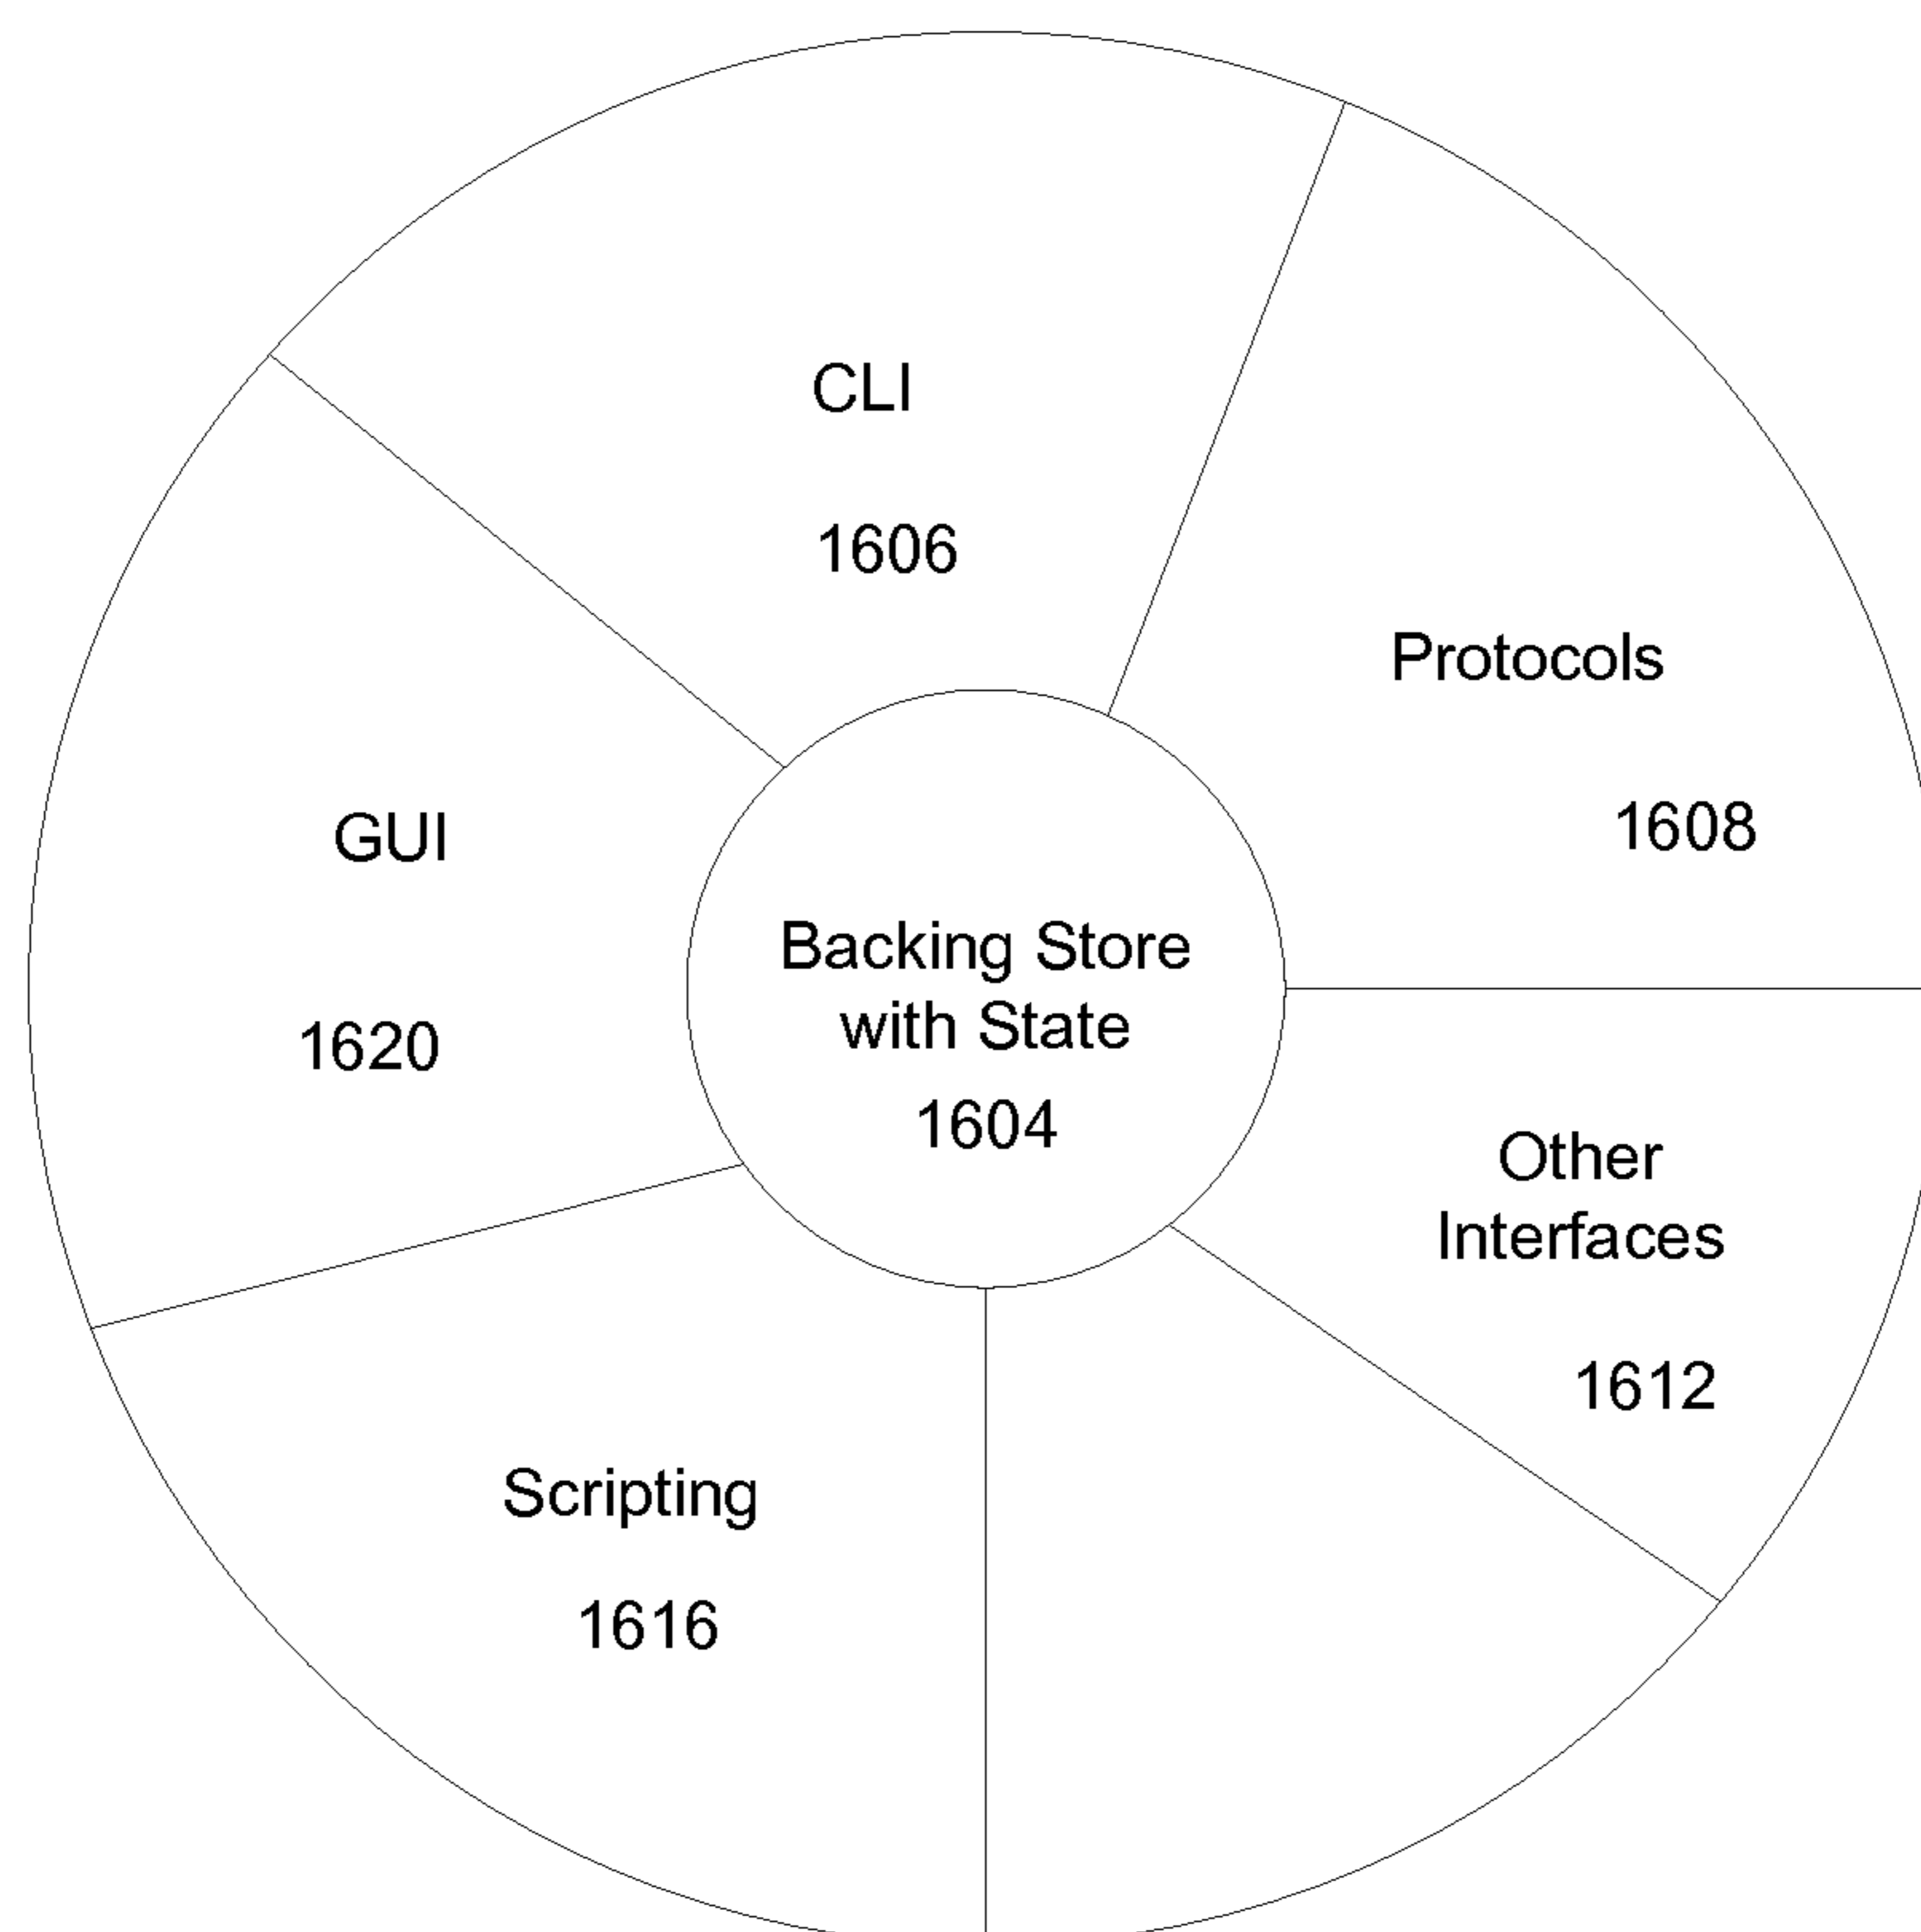 CLI
1606
Protocols
1608
GUI
1620
Backing Store
with State
1604
Other
Interfaces
1612
Scripting
1616